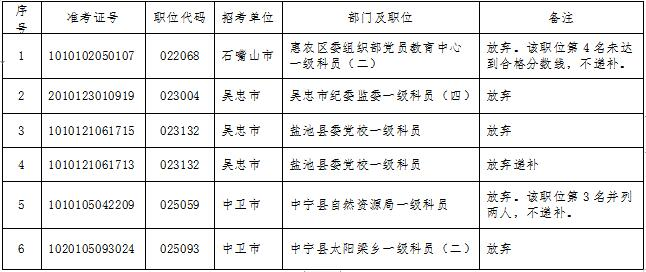 序号 准考证号 职位代码 招考单位 部门及职位 备注
1 1010102050107 022068 石嘴山市 惠农区委组织部党员教育中心一级科员（二） 放弃。该职位第4名未达到合格分数线，不递补。
2 2010123010919 023004 吴忠市 吴忠市纪委监委一级科员（四） 放弃
3 1010121061715 023132 吴忠市 盐池县委党校一级科员 放弃
4 1010121061713 023132 吴忠市 盐池县委党校一级科员 放弃递补
5 1010105042209 025059 中卫市 中宁县自然资源局一级科员 放弃。该职位第3名并列两人，不递补。
6 1020105093024 025093 中卫市 中宁县太阳梁乡一级科员（二） 放弃